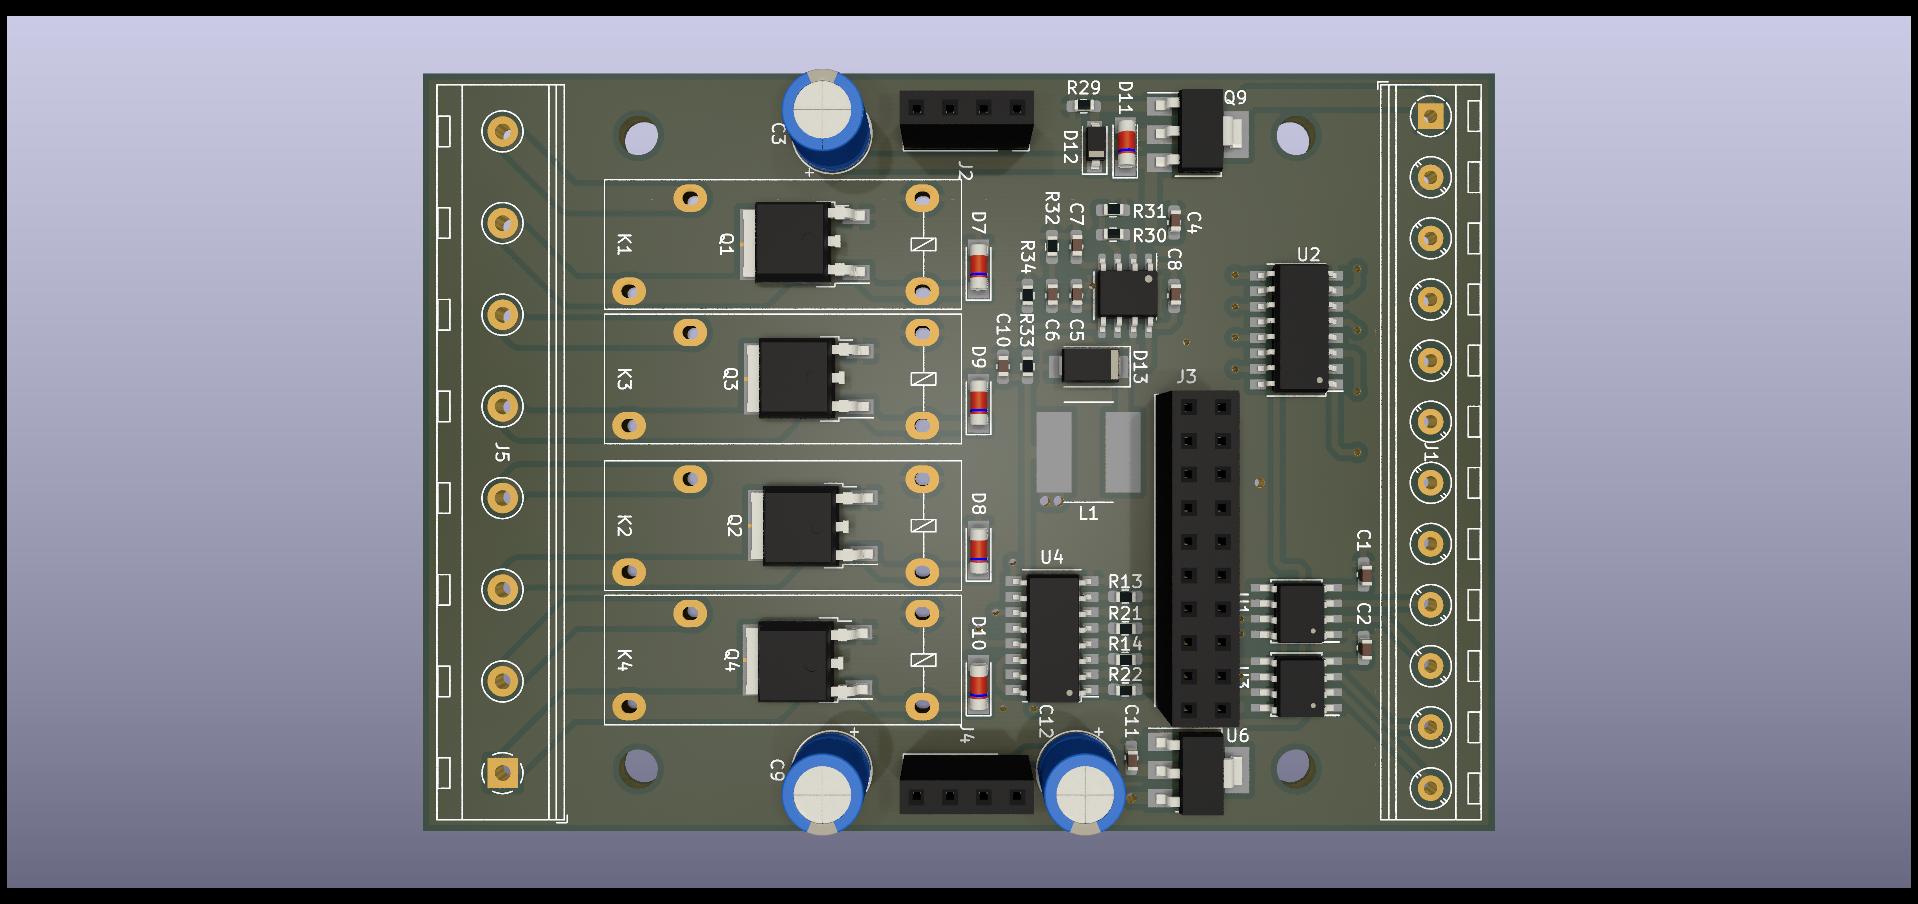 R29
D11
Q9
C3
D12
+
J2
R32
C7
R31
C4
R30
D7
K1
Q1
R34
C8
U2
C10
R33
C6
C5
D9
D13
K3
Q3
J3
J5
J1
D8
L1
K2
Q2
U4
C1
R13
R21
C2
D10
R14
K4
Q4
R22
+
J4
C12
+
C11
U6
C9